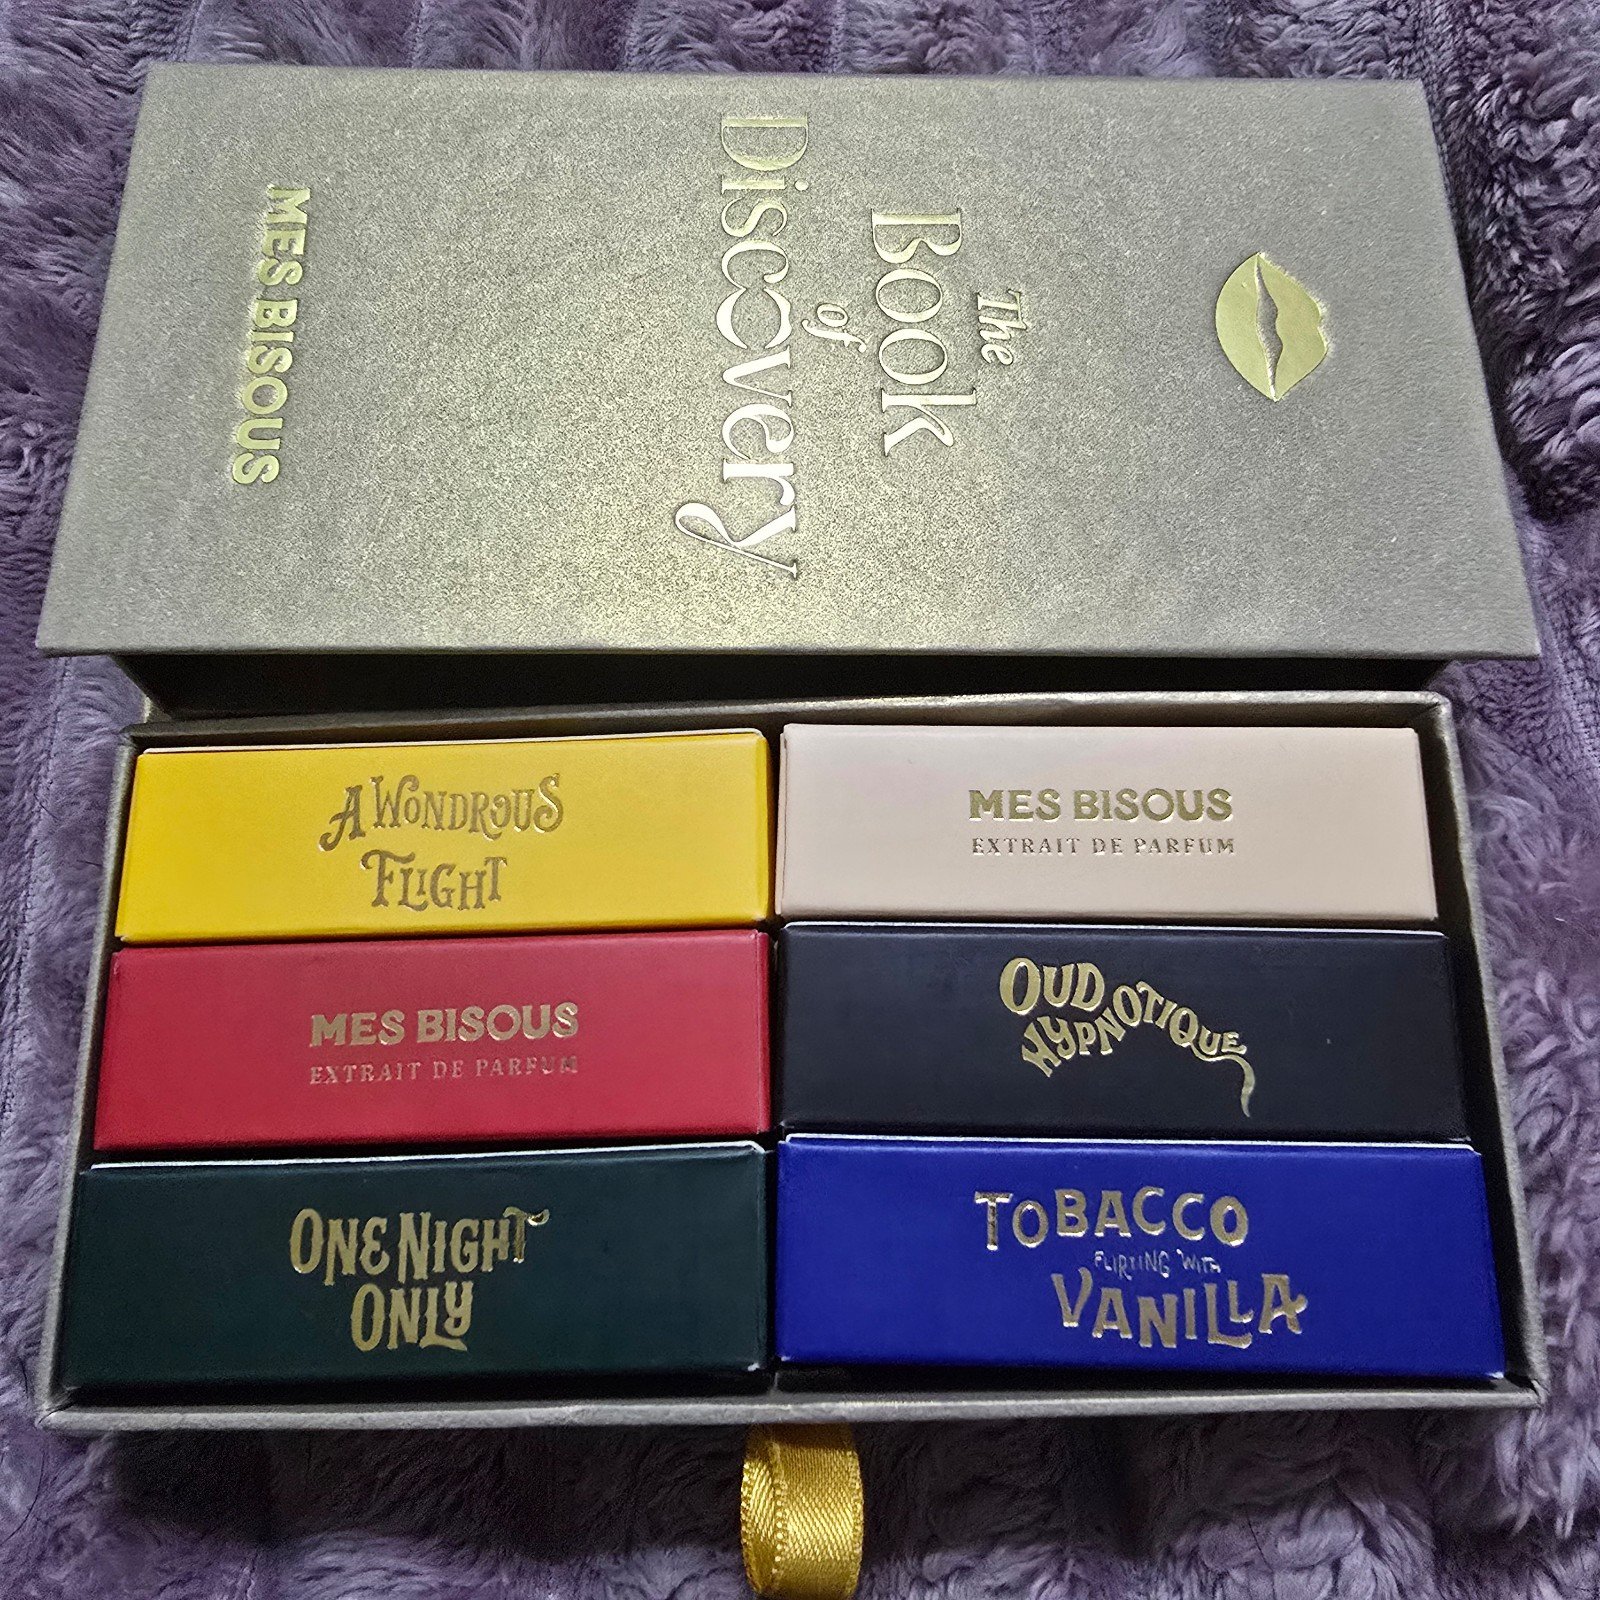 The
Book
of
Discovery
MES BISOUS
A WONDROUS
FLIGHT
MES BISOUS
EXTRAIT DE PARFUM
MES BISOUS
EXTRAIT DE PARFUM
OUD
HYPNOTIQUE
ONE NIGHT
ONLY
TOBACCO
FLIRTING WITH
VANILLA